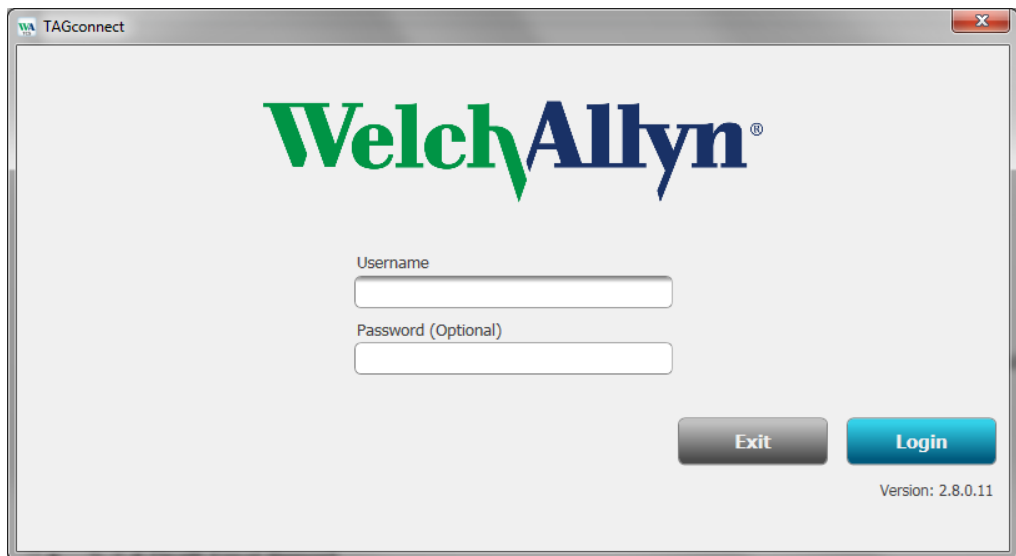 TAGconnect
WelchAllyn®
Username
Password (Optional)
Exit
Login
Version: 2.8.0.11